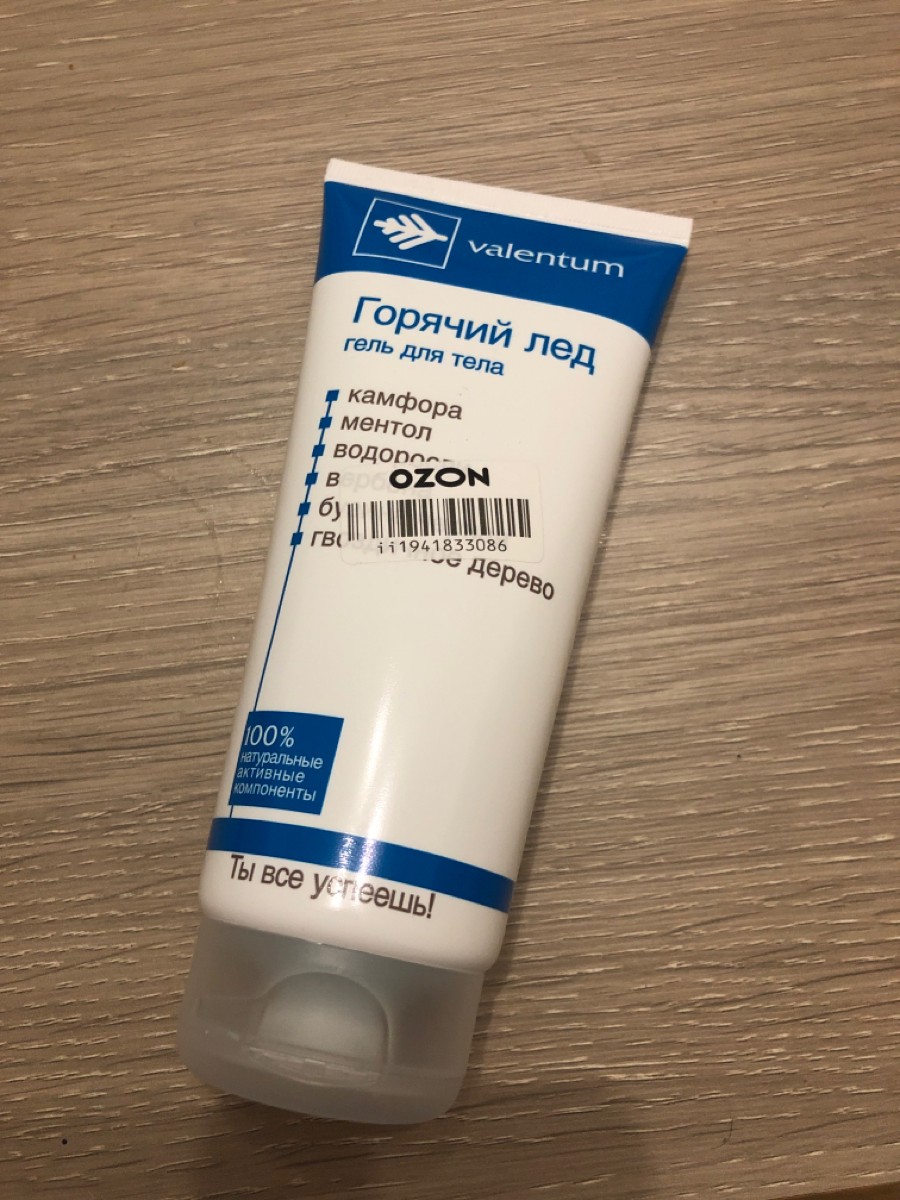 valentum
Горячий лед
гель для тела
камфора
ментол
OZON
ii1941833086
дерево
100%
натуральные
активные
компоненты
Ты все успеешь!